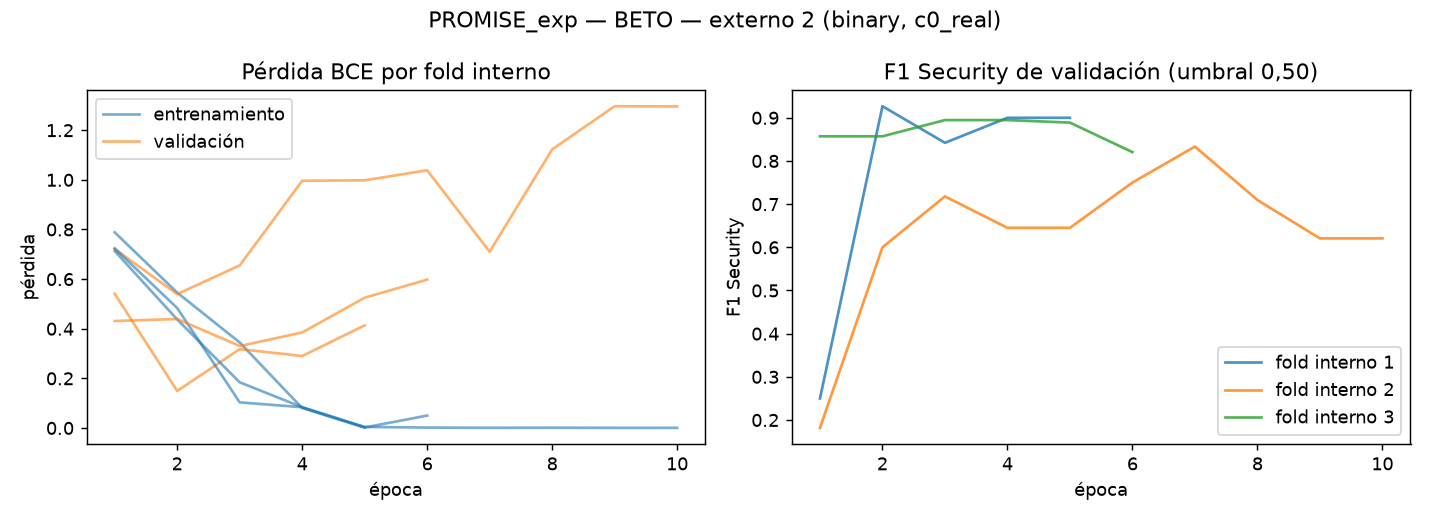 PROMISE_exp — BETO — externo 2 (binary, c0_real)
Pérdida BCE por fold interno
entrenamiento
validación
pérdida
1.2
1.0
0.8
0.6
0.4
0.2
0.0
2 4 6 8 10
época
F1 Security de validación (umbral 0,50)
F1 Security
0.9
0.8
0.7
0.6
0.5
0.4
0.3
0.2
fold interno 1
fold interno 2
fold interno 3
2 4 6 8 10
época